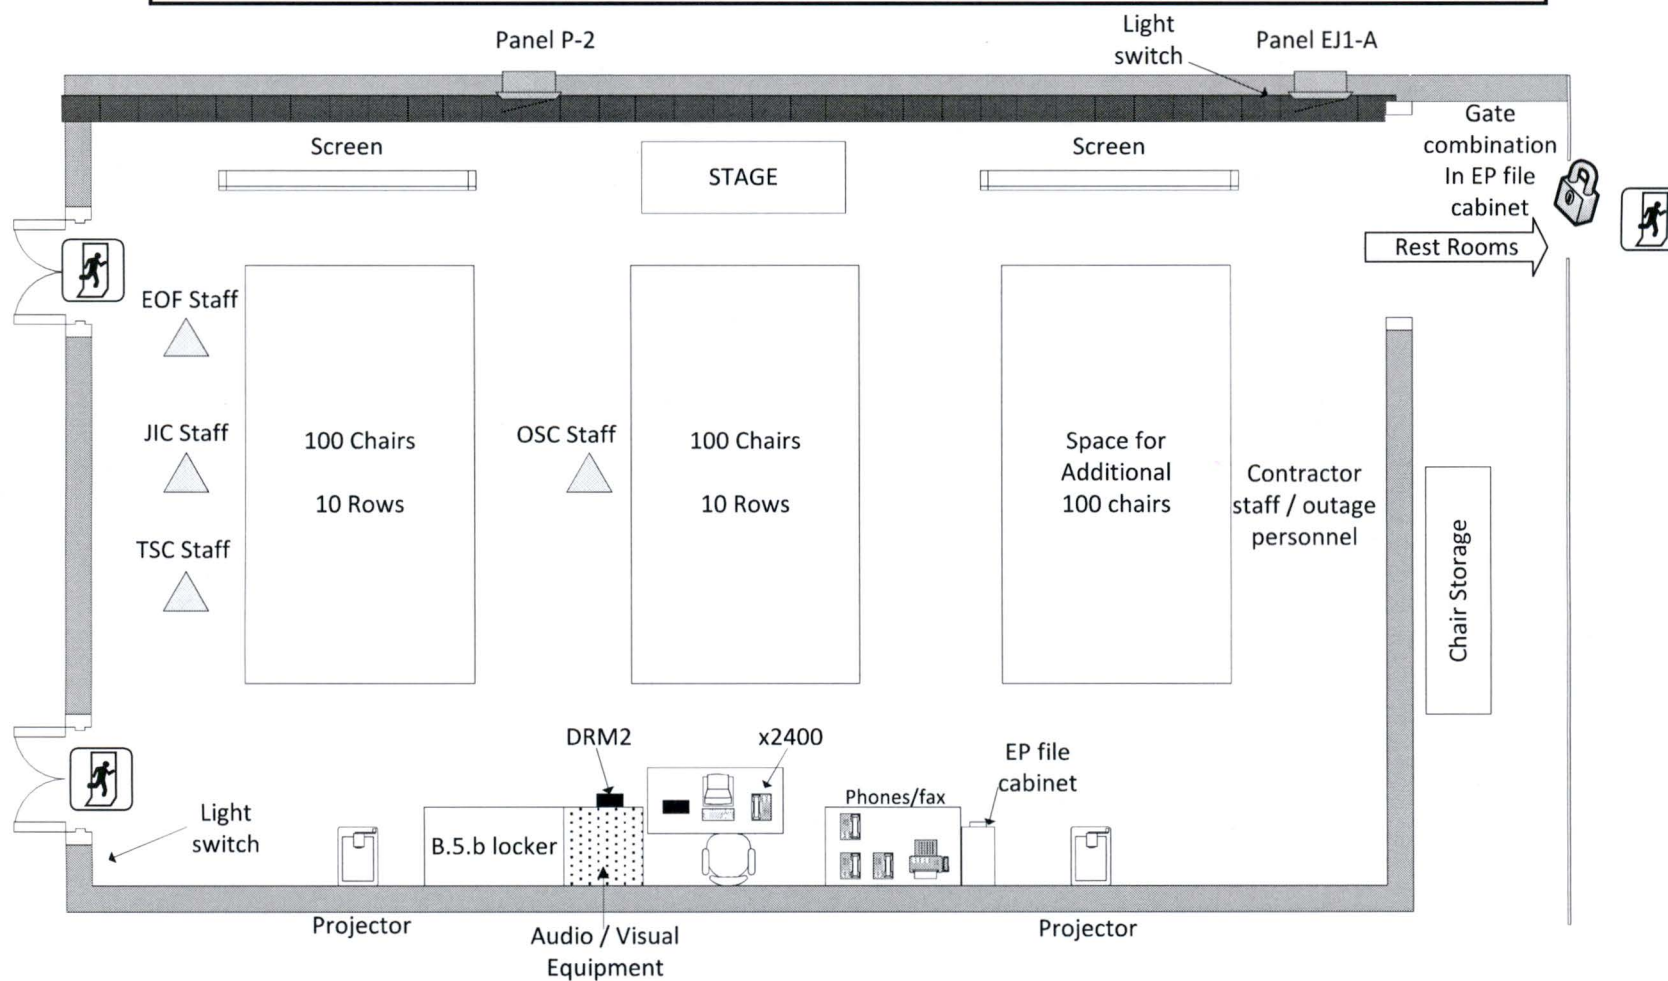 Panel P-2
Light
switch
Panel EJ1-A
Screen
STAGE
Screen
Gate
combination
In EP file
cabinet
Rest Rooms
EOF Staff
JIC Staff
TSC Staff
100 Chairs
10 Rows
OSC Staff
100 Chairs
10 Rows
Space for
Additional
100 chairs
Contractor
staff / outage
personnel
Chair Storage
DRM2
x2400
EP file
cabinet
Phones/fax
Light
switch
B.5.b locker
Projector
Audio / Visual
Equipment
Projector